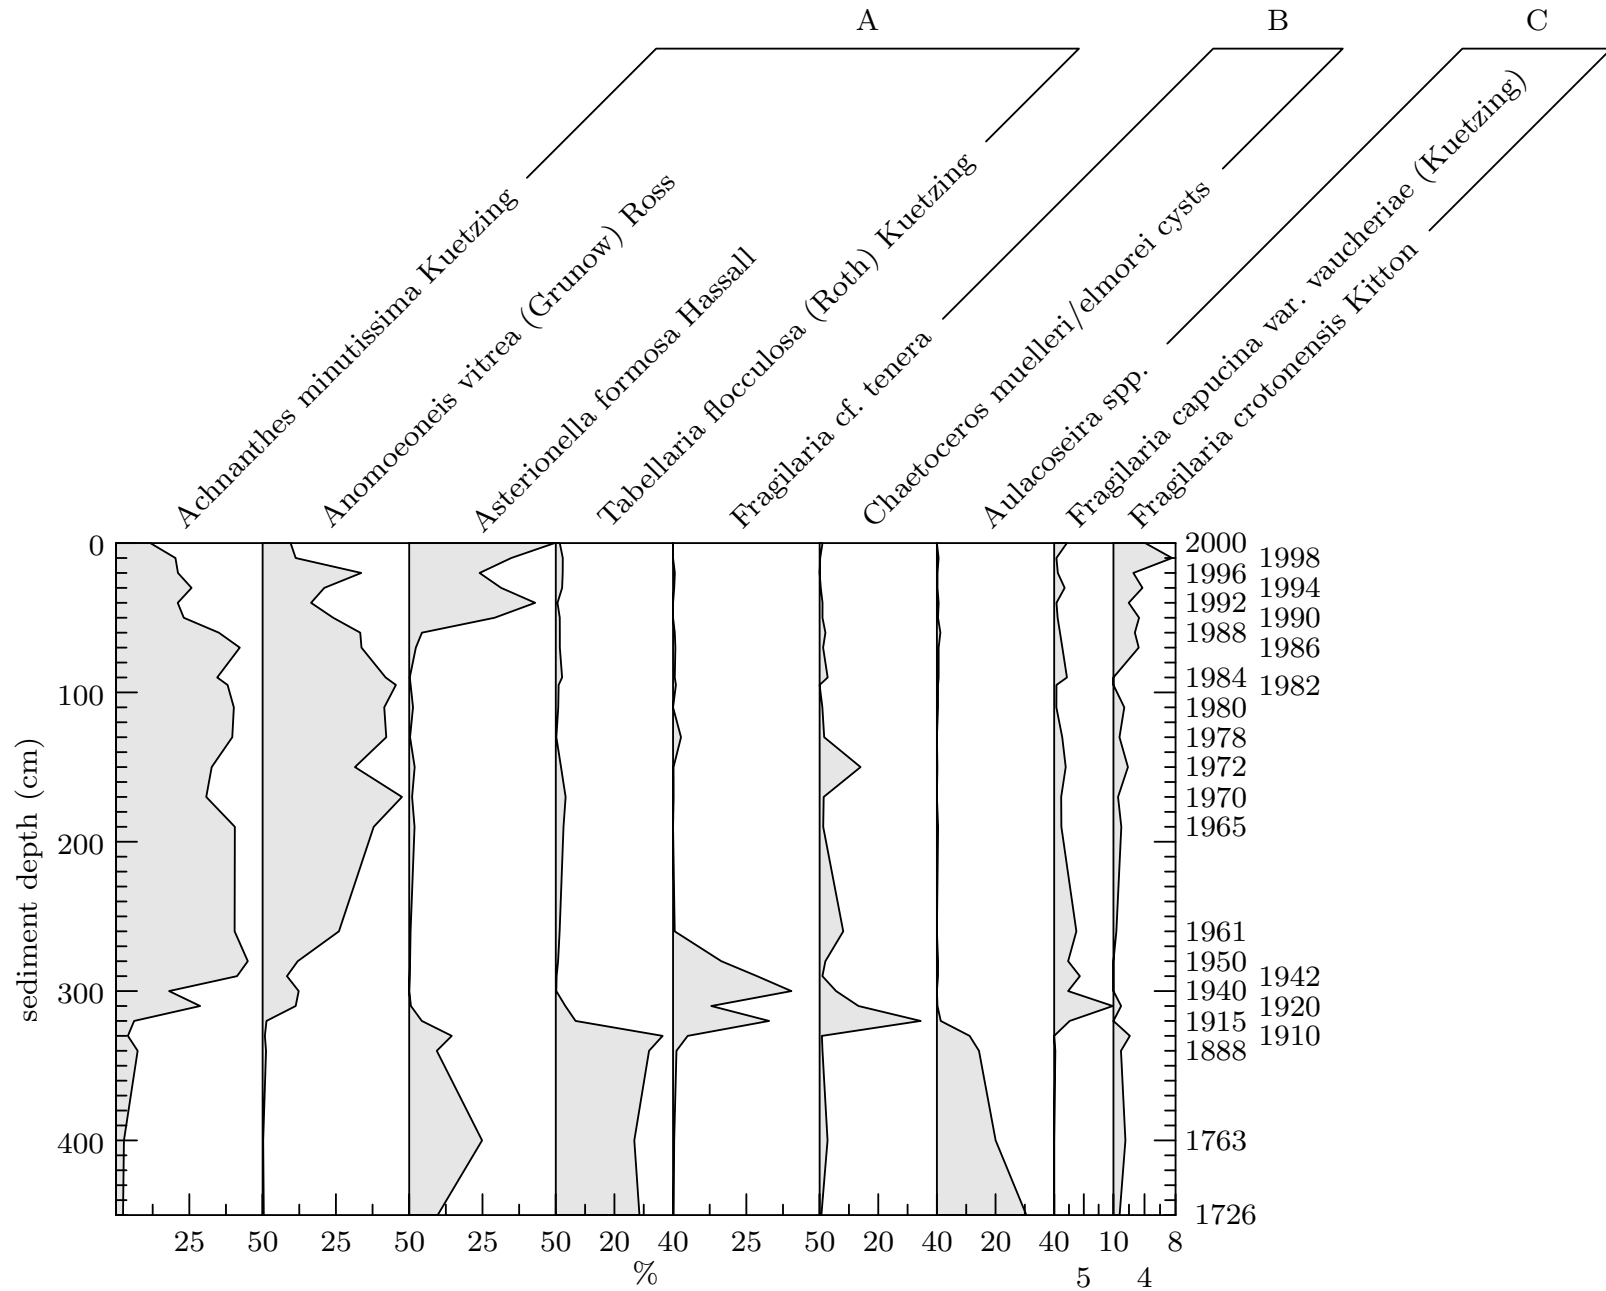 A
B
C
Achnanthes minutissima Kuetzing
Anomoeoneis vitrea (Grunow) Ross
Asterionella formosa Hassall
Tabellaria flocculosa (Roth) Kuetzing
Fragilaria cf. tenera
Chaetoceros muelleri/elmorei cysts
Aulacoseira spp.
Fragilaria capucina var. vaucheriae (Kuetzing)
Fragilaria crotonensis Kitton
0
100
200
300
400
sediment depth (cm)
2000
1998
1996
1994
1992
1990
1988
1986
1984
1982
1980
1978
1972
1970
1965
1961
1950
1942
1940
1920
1915
1910
1888
1763
1726
25 50 25 50 25 50 20 40 25 50 20 40 20 40 10 8
% 5 4